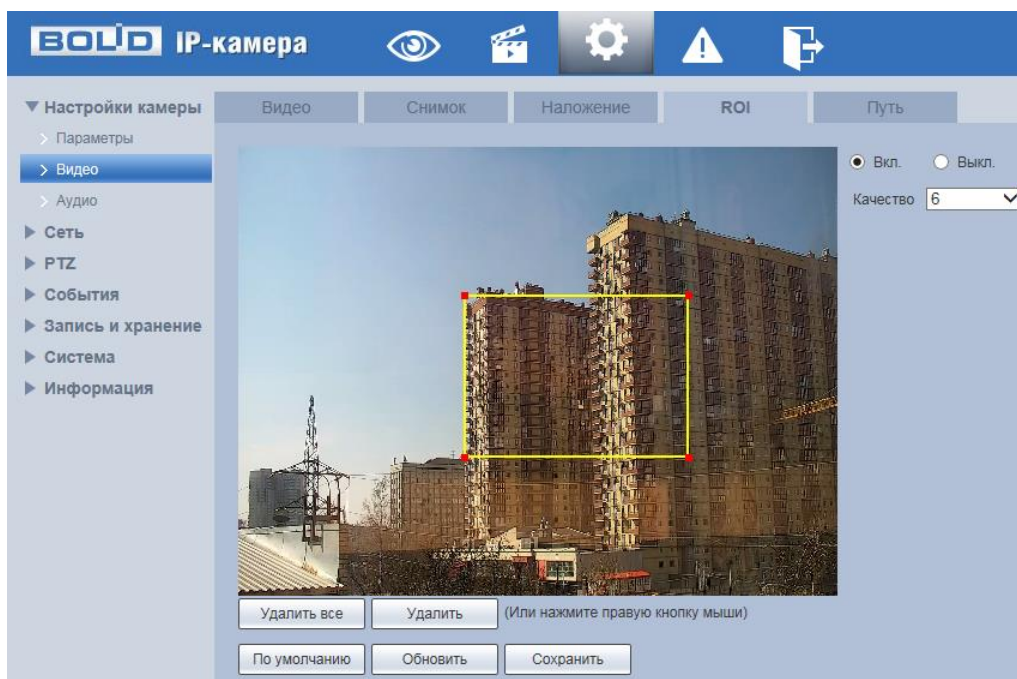 BOLID IP-камера
Настройки камеры
Параметры
Видео
Аудио
Сеть
PTZ
События
Запись и хранение
Система
Информация
Видео Снимок Наложение ROI Путь
Вкл. Выкл.
Качество 6
Удалить все Удалить (Или нажмите правую кнопку мыши)
По умолчанию Обновить Сохранить